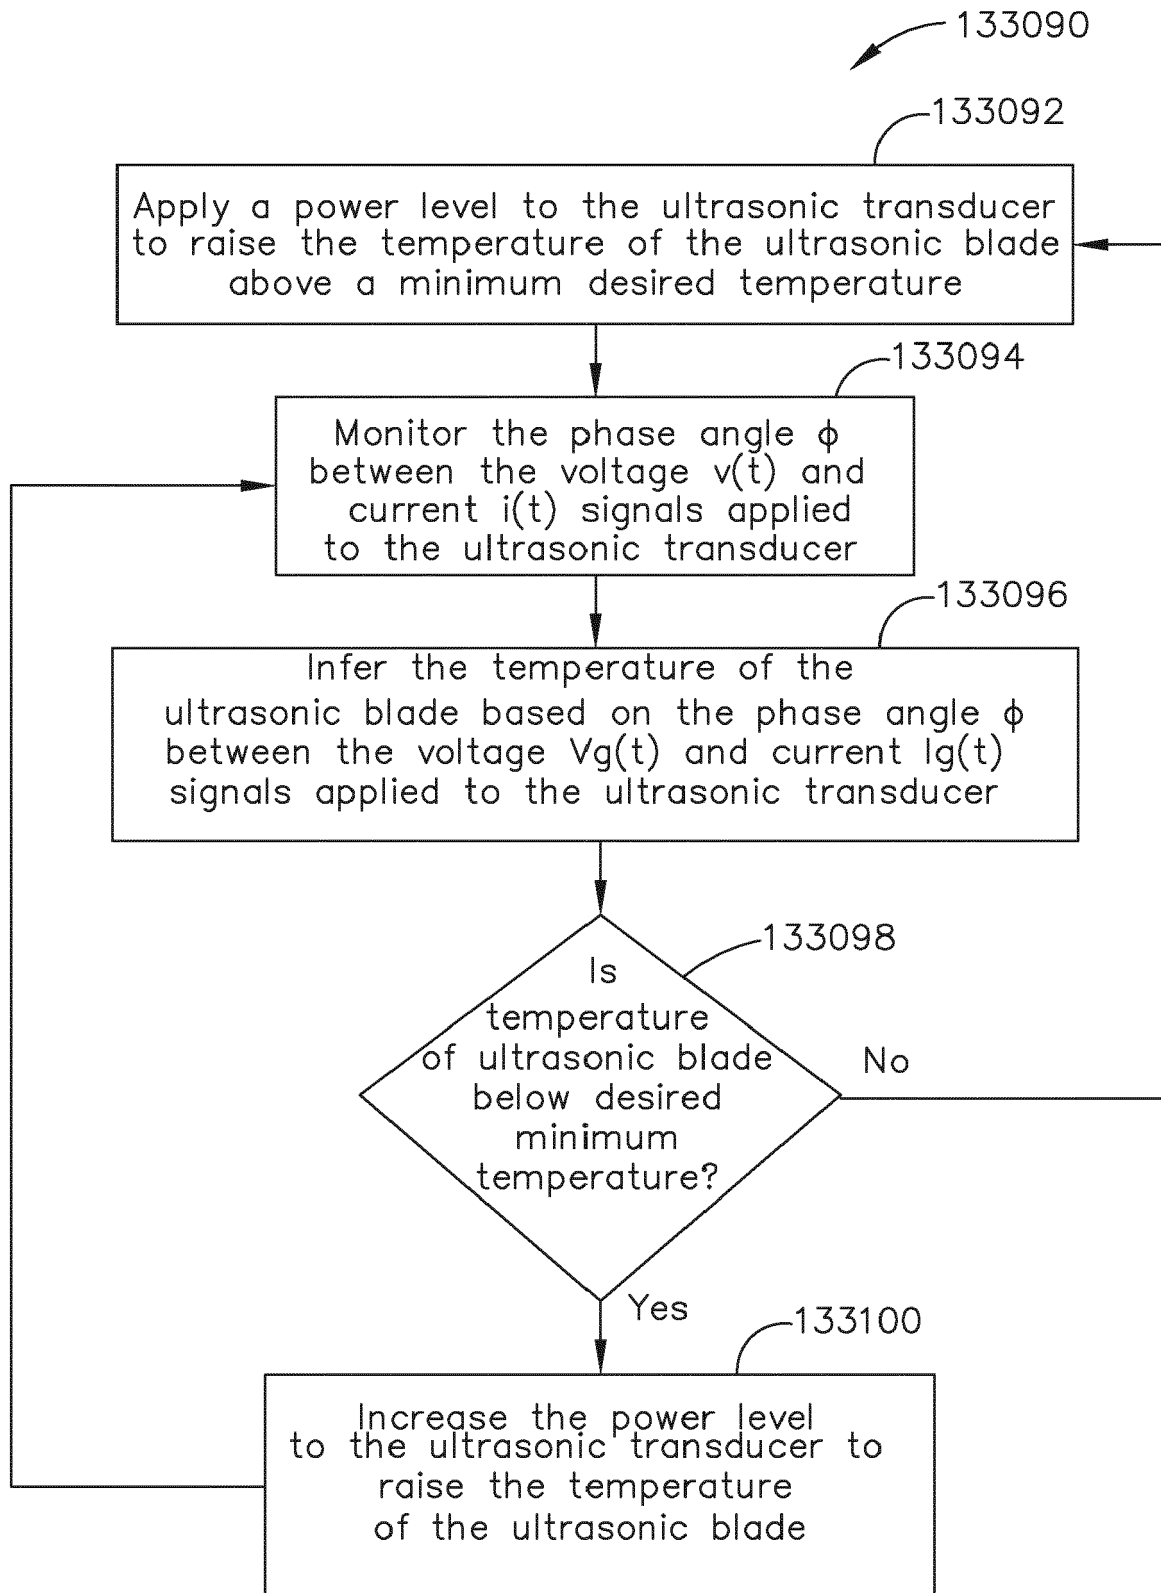 133090
133092
Apply a power level to the ultrasonic transducer
to raise the temperature of the ultrasonic blade
above a minimum desired temperature
133094
Monitor the phase angle ϕ
between the voltage v(t) and
current i(t) signals applied
to the ultrasonic transducer
133096
Infer the temperature of the
ultrasonic blade based on the phase angle ϕ
between the voltage Vg(t) and current Ig(t)
signals applied to the ultrasonic transducer
133098
Is
temperature
of ultrasonic blade
below desired
minimum
temperature?
No
Yes
133100
Increase the power level
to the ultrasonic transducer to
raise the temperature
of the ultrasonic blade